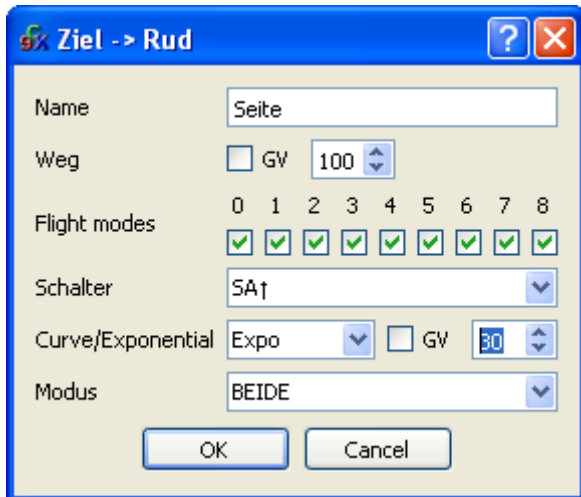 gfx Ziel -> Rud
Name Seite
Weg GV 100
0 1 2 3 4 5 6 7 8
Flight modes
Schalter SA↑
Curve/Exponential Expo GV 30
Modus BEIDE
OK Cancel